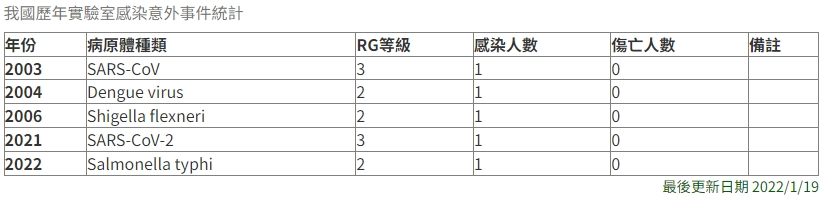 我國歷年實驗室感染意外事件統計
年份 病原體種類 RG等級 感染人數 傷亡人數 備註
2003 SARS-CoV 3 1 0
2004 Dengue virus 2 1 0
2006 Shigella flexneri 2 1 0
2021 SARS-CoV-2 3 1 0
2022 Salmonella typhi 2 1 0
最後更新日期 2022/1/19